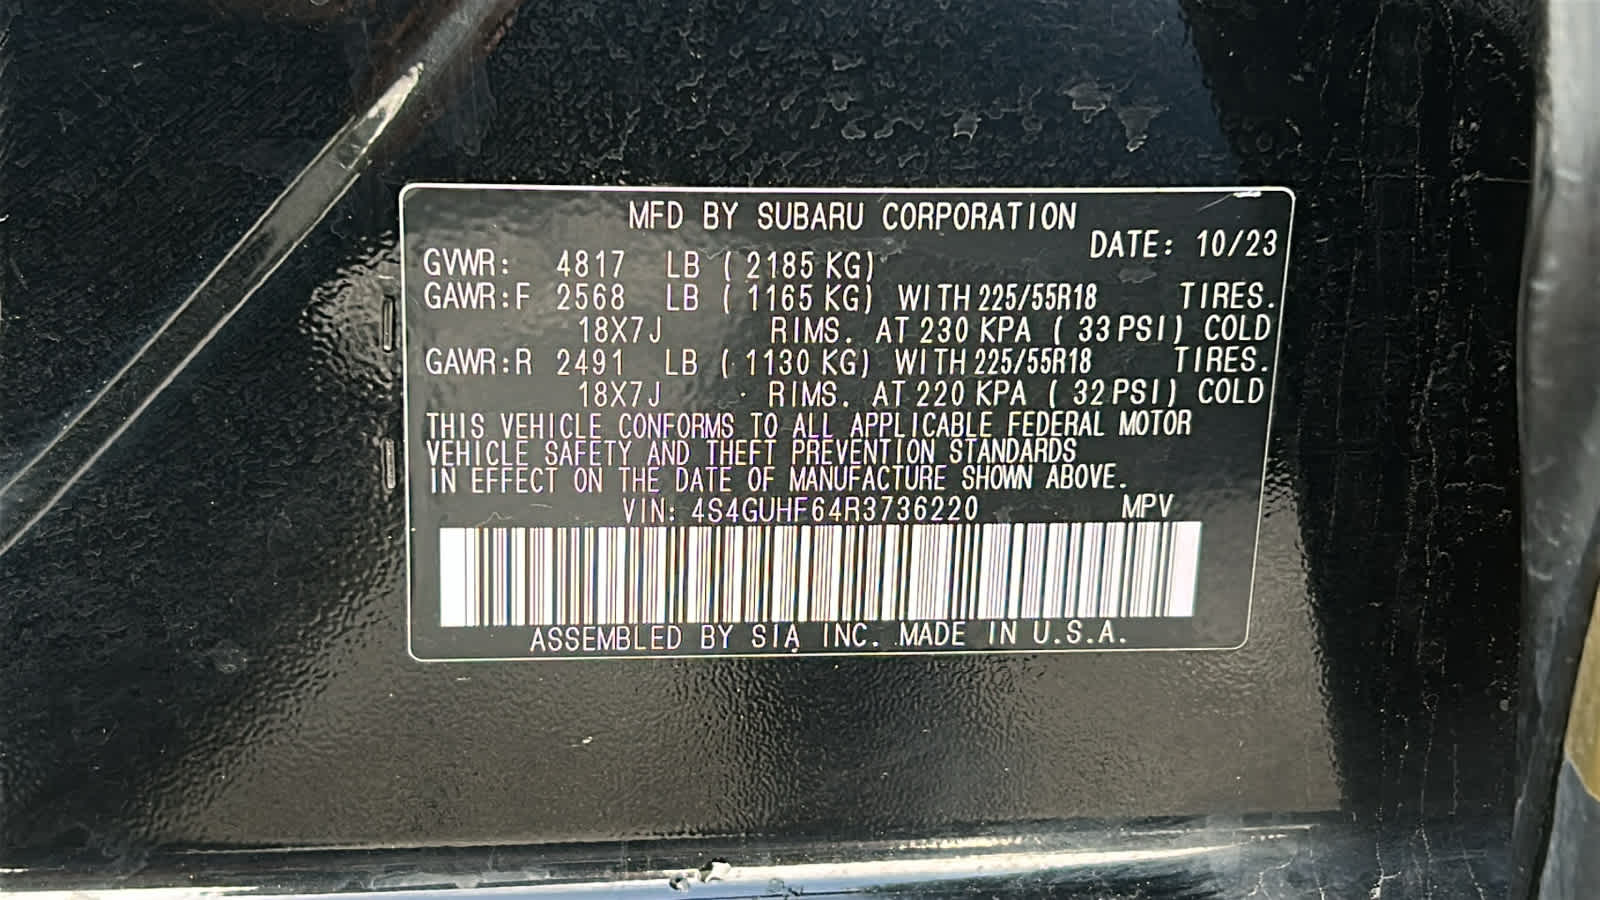 MFD BY SUBARU CORPORATION
DATE: 10/23
GVWR: 4817 LB (2185 KG)
GAWR:F 2568 LB (1165 KG) WITH 225/55R18 TIRES.
18X7J RIMS. AT 230 KPA (33 PSI) COLD
GAWR:R 2491 LB (1130 KG) WITH 225/55R18 TIRES.
18X7J RIMS. AT 220 KPA (32 PSI) COLD
THIS VEHICLE CONFORMS TO ALL APPLICABLE FEDERAL MOTOR
VEHICLE SAFETY AND THEFT PREVENTION STANDARDS
IN EFFECT ON THE DATE OF MANUFACTURE SHOWN ABOVE.
VIN: 4S4GUHF64R3736220 MPV
ASSEMBLED BY SIA INC. MADE IN U.S.A.